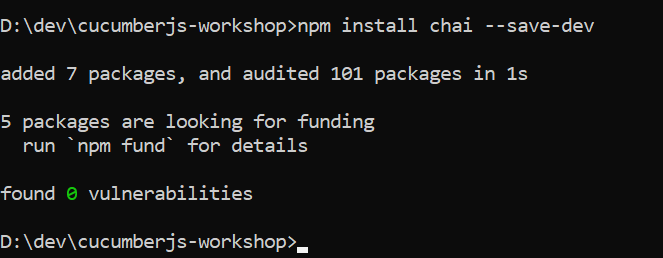 D:\dev\cucumberjs-workshop>npm install chai --save-dev
added 7 packages, and audited 101 packages in 1s
5 packages are looking for funding
  run `npm fund` for details
found 0 vulnerabilities
D:\dev\cucumberjs-workshop>